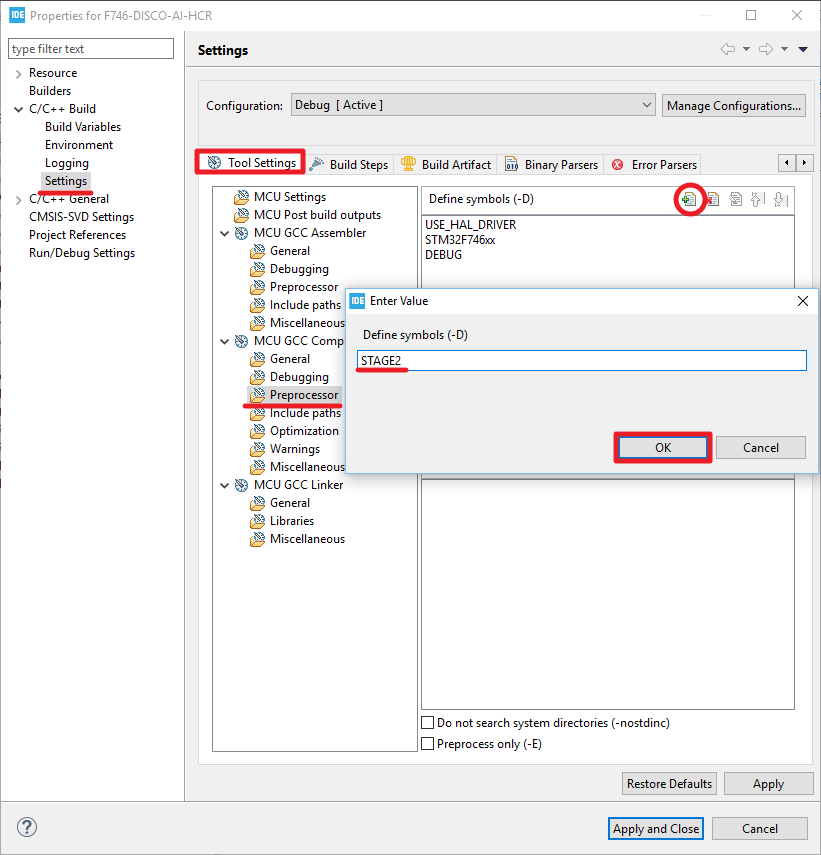 IDE Properties for F746-DISCO-AI-HCR
type filter text
Resource
Builders
C/C++ Build
Build Variables
Environment
Logging
Settings
C/C++ General
CMSIS-SVD Settings
Project References
Run/Debug Settings
Settings
Configuration: Debug [ Active ] Manage Configurations...
Tool Settings Build Steps Build Artifact Binary Parsers Error Parsers
MCU Settings
MCU Post build outputs
MCU GCC Assembler
General
Debugging
Preprocessor
Include paths
Miscellaneous
MCU GCC Comp
General
Debugging
Preprocessor
Include paths
Optimization
Warnings
Miscellaneous
MCU GCC Linker
General
Libraries
Miscellaneous
Define symbols (-D)
USE_HAL_DRIVER
STM32F746xx
DEBUG
IDE Enter Value
Define symbols (-D)
STAGE2
OK Cancel
Do not search system directories (-nostdinc)
Preprocess only (-E)
Restore Defaults Apply
? Apply and Close Cancel